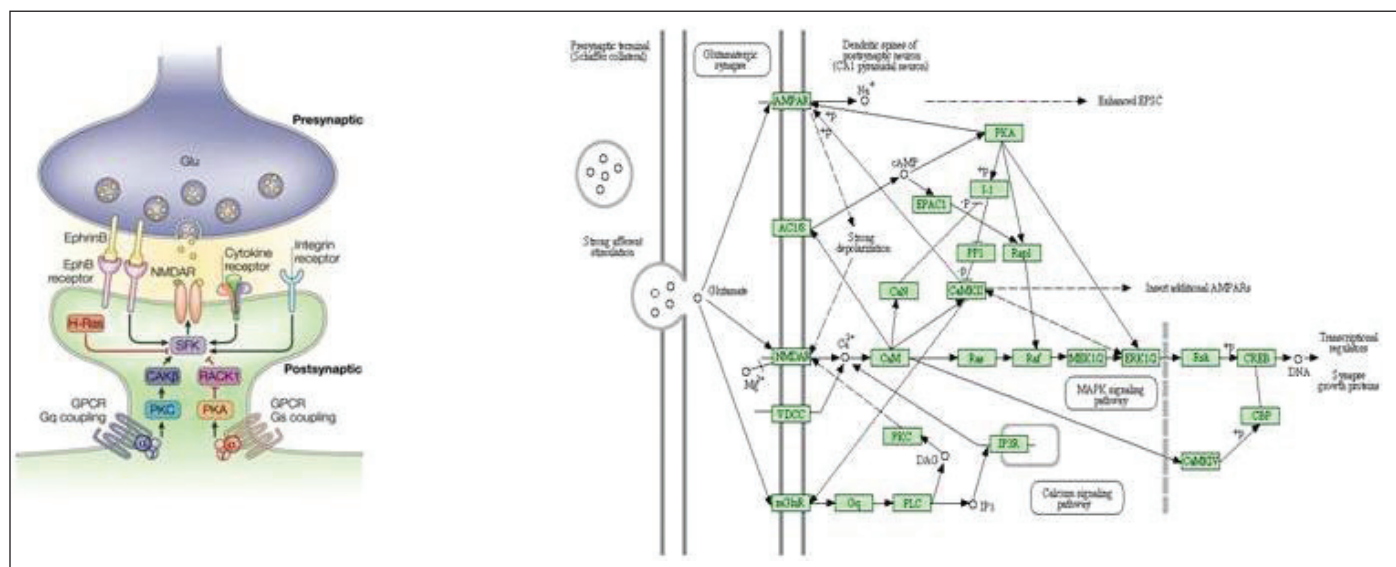 Presynaptic
Glu
EphrinB
EphB
receptor
NMDAR
Cytokine
receptor
Integrin
receptor
H-Ras
SFK
CAKβ
RACK1
Postsynaptic
PKC
PKA
GPCR
Gq coupling
GPCR
Gs coupling
α
α
Presynaptic terminal
(Schaffer collateral)
Glutamatergic
synapse
Dendritic spines of
postsynaptic neuron
(CA1 pyramidal neuron)
AMPAR
Na+
Enhanced EPSC
+p
+p
PKA
cAMP
+p
I-1
EPAC1
-p
AC1/8
Strong
depolarization
PP1
Rap1
Strong afferent
stimulation
-p
Glutamate
CaN
CaMKII
Insert additional AMPARs
Ca2+
NMDAR
CaM
Ras
Raf
MEK1/2
ERK1/2
Rsk
+p
CREB
DNA
Transcriptional
regulators
Synapse
growth proteins
Mg2+
MAPK signaling
pathway
VDCC
CBP
PKC
IP3R
+p
DAG
CaMKIV
mGluR
Gq
PLC
IP3
Calcium signaling
pathway